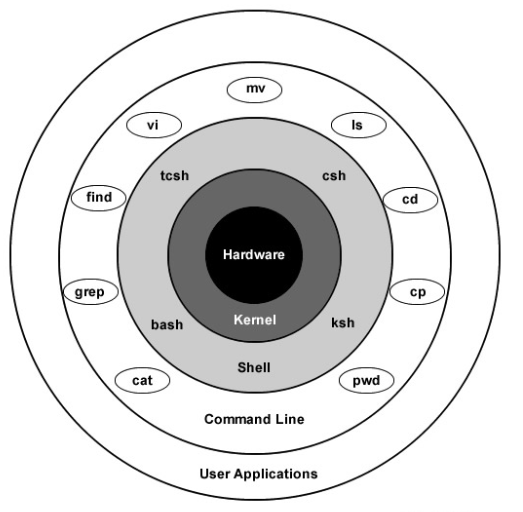 mv
vi
ls
tcsh
csh
find
cd
Hardware
grep
cp
Kernel
bash
ksh
Shell
cat
pwd
Command Line
User Applications